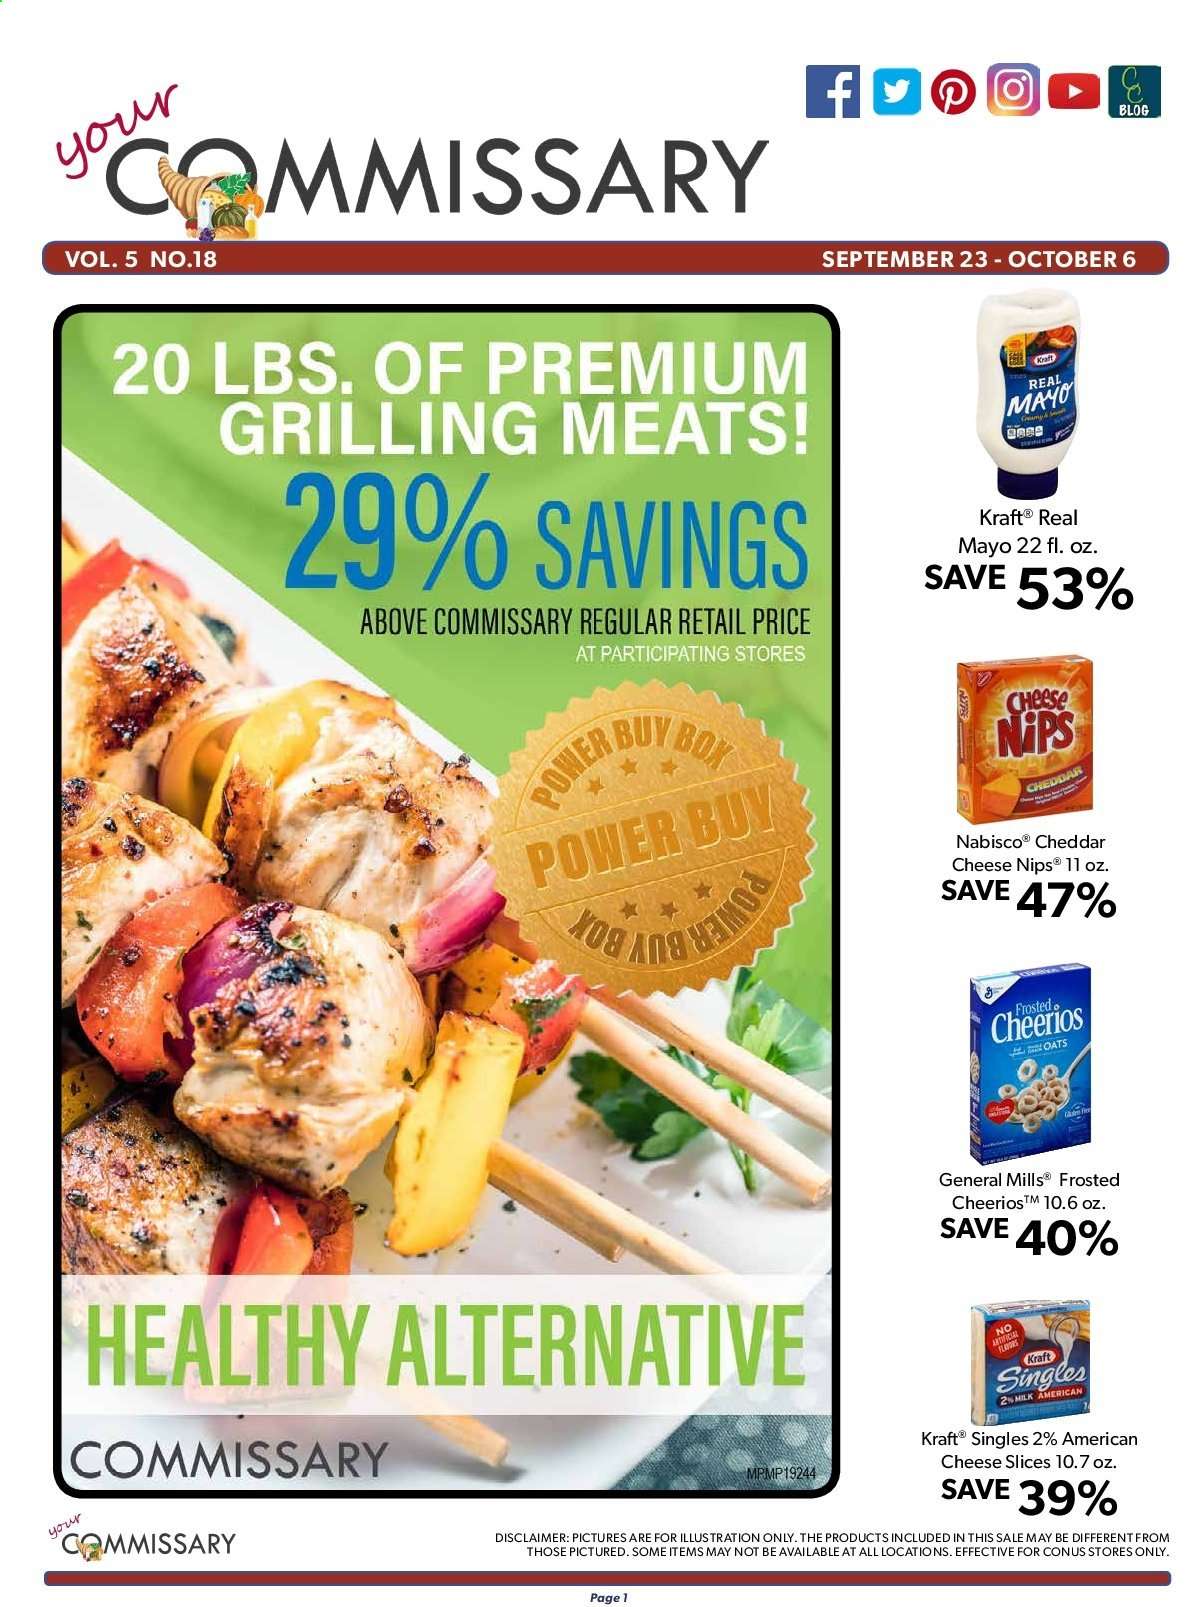 your
COMMISSARY
BLOG
VOL. 5 NO.18
SEPTEMBER 23 - OCTOBER 6
20 LBS. OF PREMIUM
GRILLING MEATS!
29% SAVINGS
ABOVE COMMISSARY REGULAR RETAIL PRICE
AT PARTICIPATING STORES
POWER BUY BOX
POWER BUY
POWER BUY BOX
HEALTHY ALTERNATIVE
COMMISSARY
MPMP19244
Kraft
REAL
MAYO
Creamy & Smooth
Kraft® Real
Mayo 22 fl. oz.
SAVE 53%
CHEESE
NiPS
CHEDDAR
Nabisco® Cheddar
Cheese Nips® 11 oz.
SAVE 47%
Frosted
Cheerios
OATS
Gluten Free
General Mills® Frosted
Cheerios™ 10.6 oz.
SAVE 40%
NO
ARTIFICIAL
FLAVORS
Kraft
Singles
2% MILK AMERICAN
Kraft® Singles 2% American
Cheese Slices 10.7 oz.
SAVE 39%
your
COMMISSARY
DISCLAIMER: PICTURES ARE FOR ILLUSTRATION ONLY. THE PRODUCTS INCLUDED IN THIS SALE MAY BE DIFFERENT FROM
THOSE PICTURED. SOME ITEMS MAY NOT BE AVAILABLE AT ALL LOCATIONS. EFFECTIVE FOR CONUS STORES ONLY.
Page 1